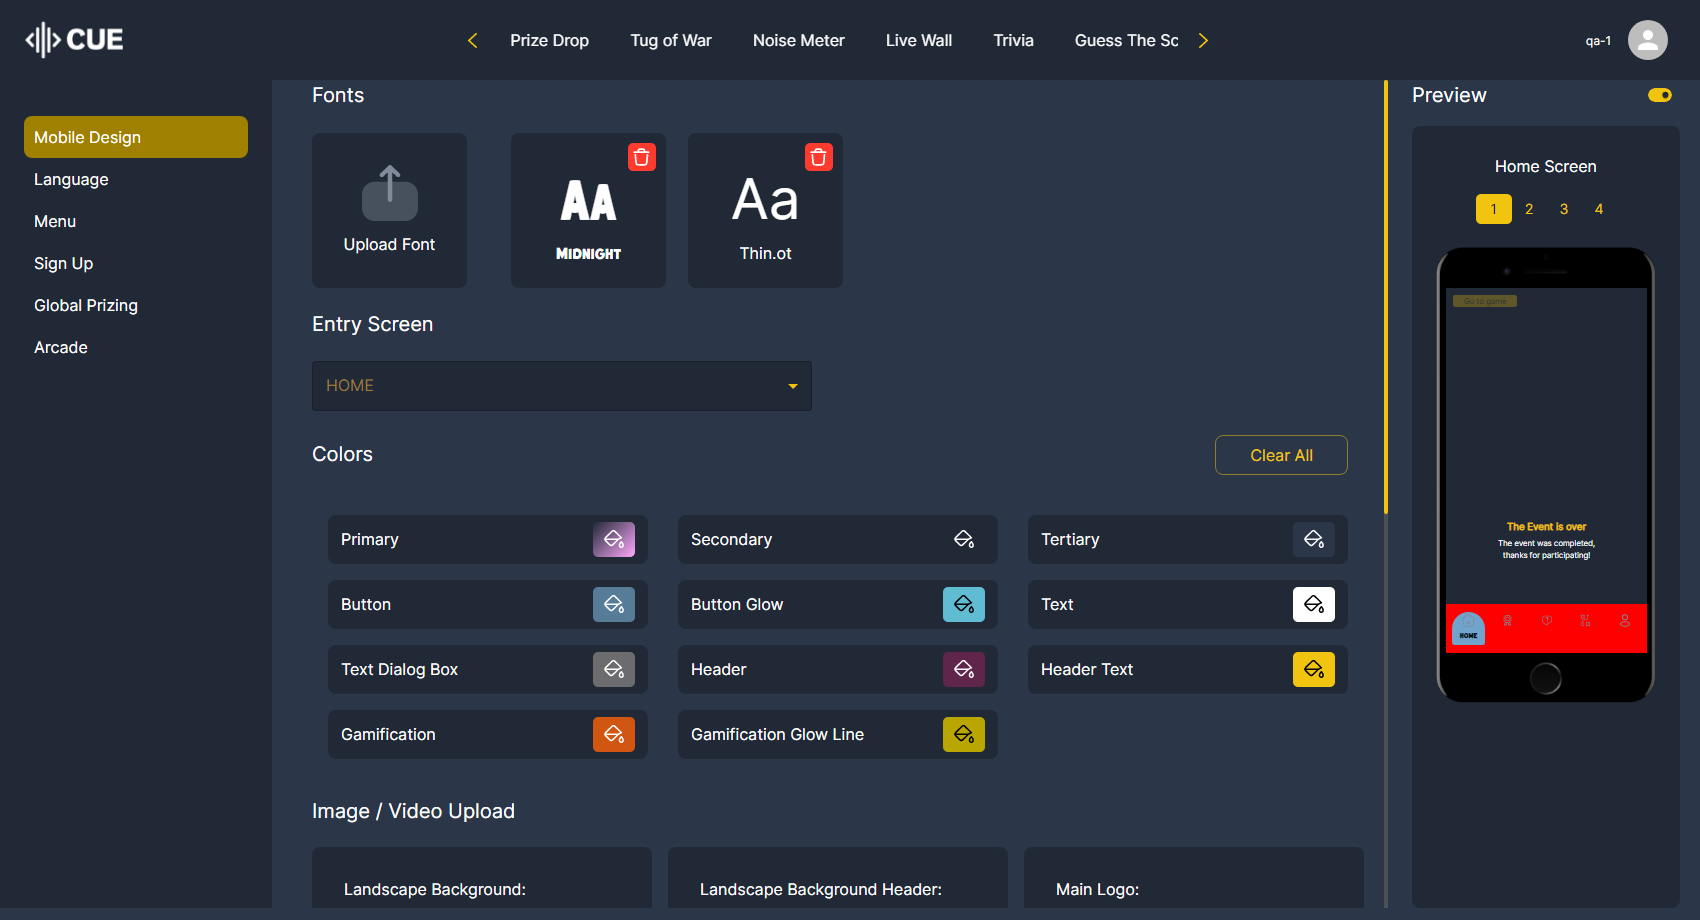 CUE
Prize Drop
Tug of War
Noise Meter
Live Wall
Trivia
Guess The Sc
qa-1
Mobile Design
Language
Menu
Sign Up
Global Prizing
Arcade
Fonts
Upload Font
AA
MIDNIGHT
Aa
Thin.ot
Entry Screen
HOME
Colors
Clear All
Primary
Secondary
Tertiary
Button
Button Glow
Text
Text Dialog Box
Header
Header Text
Gamification
Gamification Glow Line
Image / Video Upload
Landscape Background:
Landscape Background Header:
Main Logo:
Preview
Home Screen
1 2 3 4
Go to game
The Event is over
The event was completed,
thanks for participating!
HOME